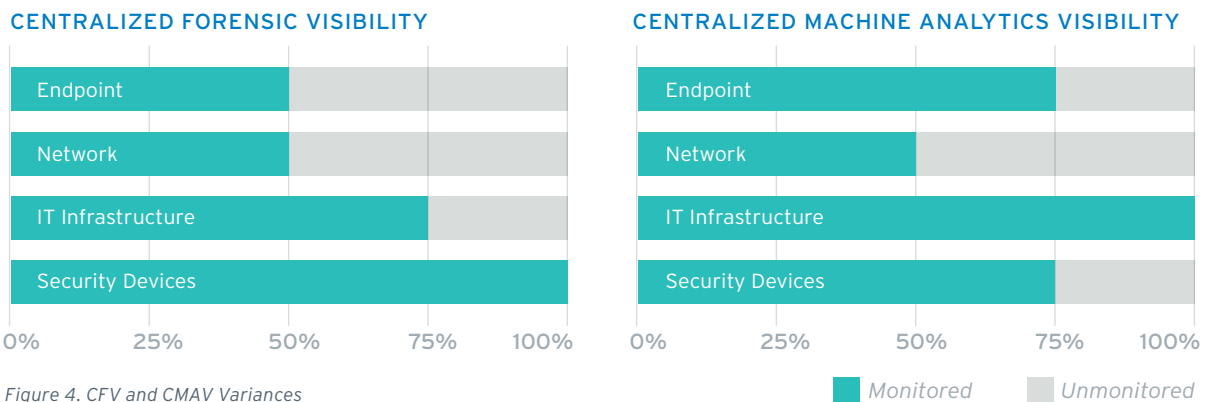 CENTRALIZED FORENSIC VISIBILITY
Endpoint
Network
IT Infrastructure
Security Devices
0% 25% 50% 75% 100%
CENTRALIZED MACHINE ANALYTICS VISIBILITY
Endpoint
Network
IT Infrastructure
Security Devices
0% 25% 50% 75% 100%
Figure 4. CFV and CMAV Variances
Monitored
Unmonitored